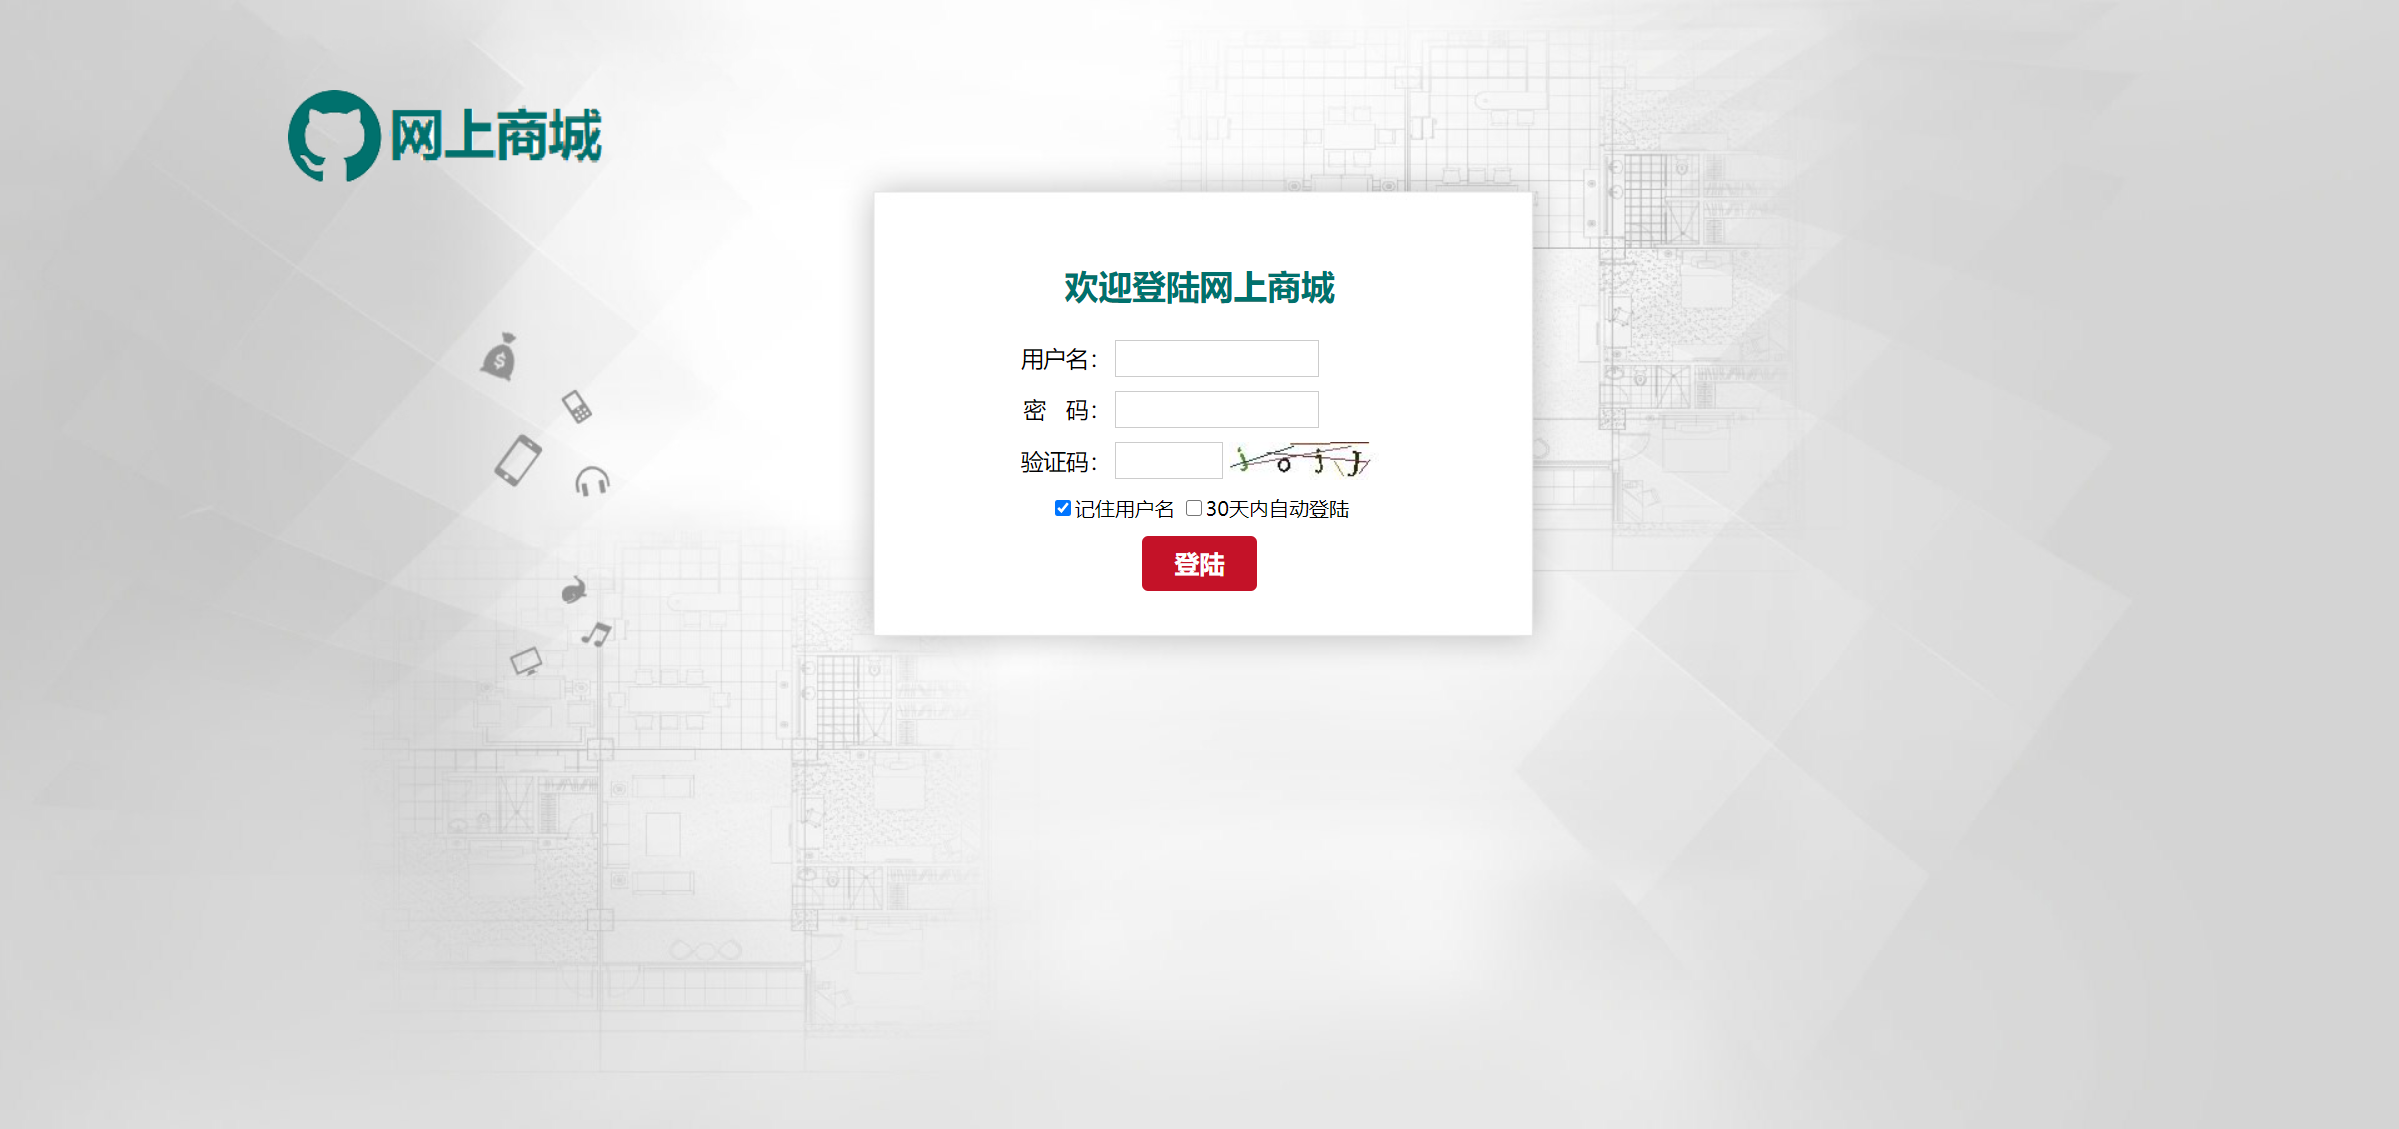 网上商城
欢迎登陆网上商城
用户名：
密 码：
验证码： j o j J
记住用户名 30天内自动登陆
登陆